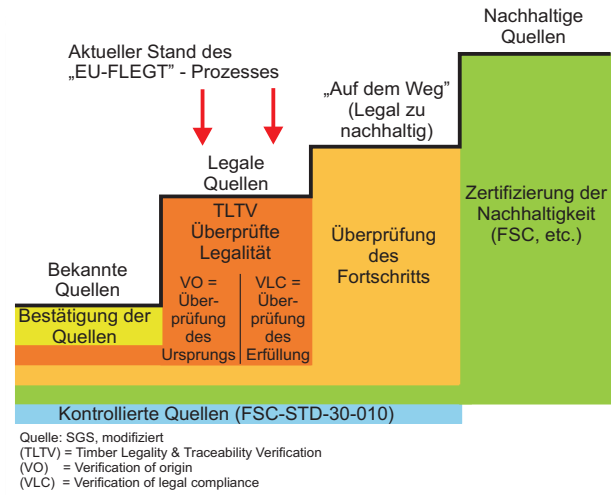 Nachhaltige
Quellen
Aktueller Stand des
„EU-FLEGT” - Prozesses
„Auf dem Weg”
(Legal zu
nachhaltig)
Legale
Quellen
TLTV
Überprüfte
Legalität
Zertifizierung der
Nachhaltigkeit
(FSC, etc.)
Überprüfung
des
Fortschritts
Bekannte
Quellen
Bestätigung der
Quellen
VO =
Über-
prüfung
des
Ursprungs
VLC =
Über-
prüfung
des
Erfüllung
Kontrollierte Quellen (FSC-STD-30-010)
Quelle: SGS, modifiziert
(TLTV) = Timber Legality & Traceability Verification
(VO) = Verification of origin
(VLC) = Verification of legal compliance